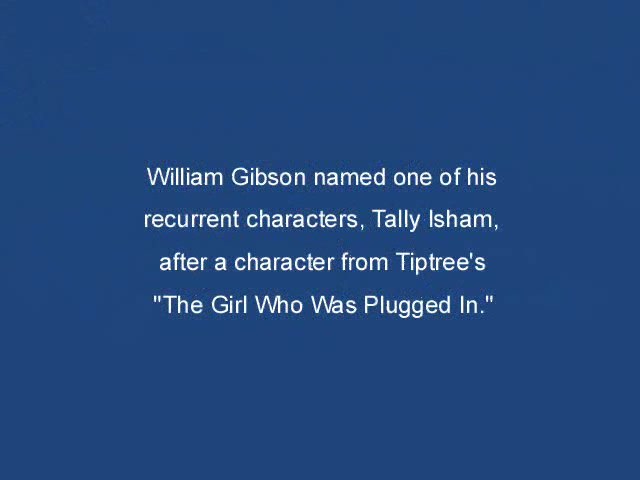 William Gibson named one of his
recurrent characters, Tally Isham,
after a character from Tiptree's
"The Girl Who Was Plugged In."